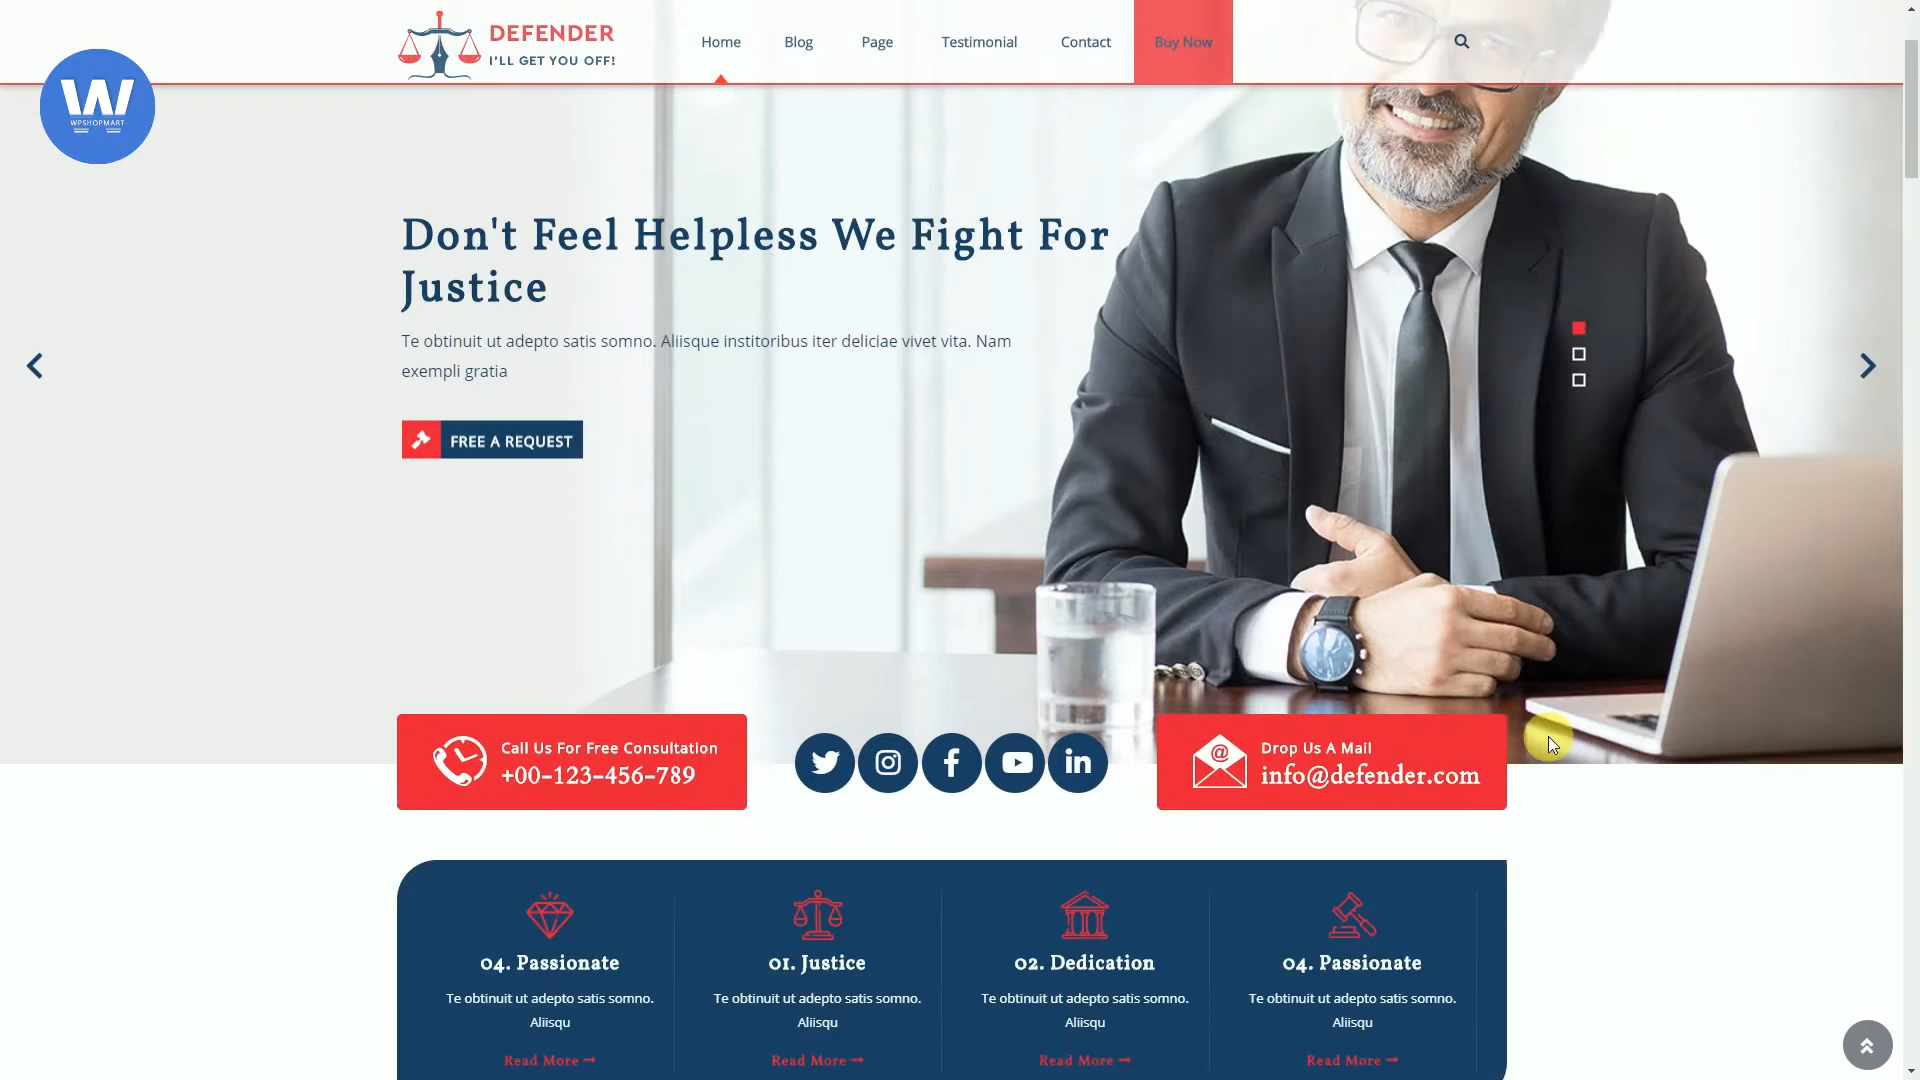 DEFENDER
I'LL GET YOU OFF!
Home
Blog
Page
Testimonial
Contact
Buy Now
W
WPSHOPMART
Don't Feel Helpless We Fight For
Justice
Te obtinuit ut adepto satis somno. Aliisque institoribus iter deliciae vivet vita. Nam
exempli gratia
FREE A REQUEST
Call Us For Free Consultation
+00-123-456-789
Drop Us A Mail
info@defender.com
04. Passionate
Te obtinuit ut adepto satis somno.
Aliisqu
Read More
01. Justice
Te obtinuit ut adepto satis somno.
Aliisqu
Read More
02. Dedication
Te obtinuit ut adepto satis somno.
Aliisqu
Read More
04. Passionate
Te obtinuit ut adepto satis somno.
Aliisqu
Read More